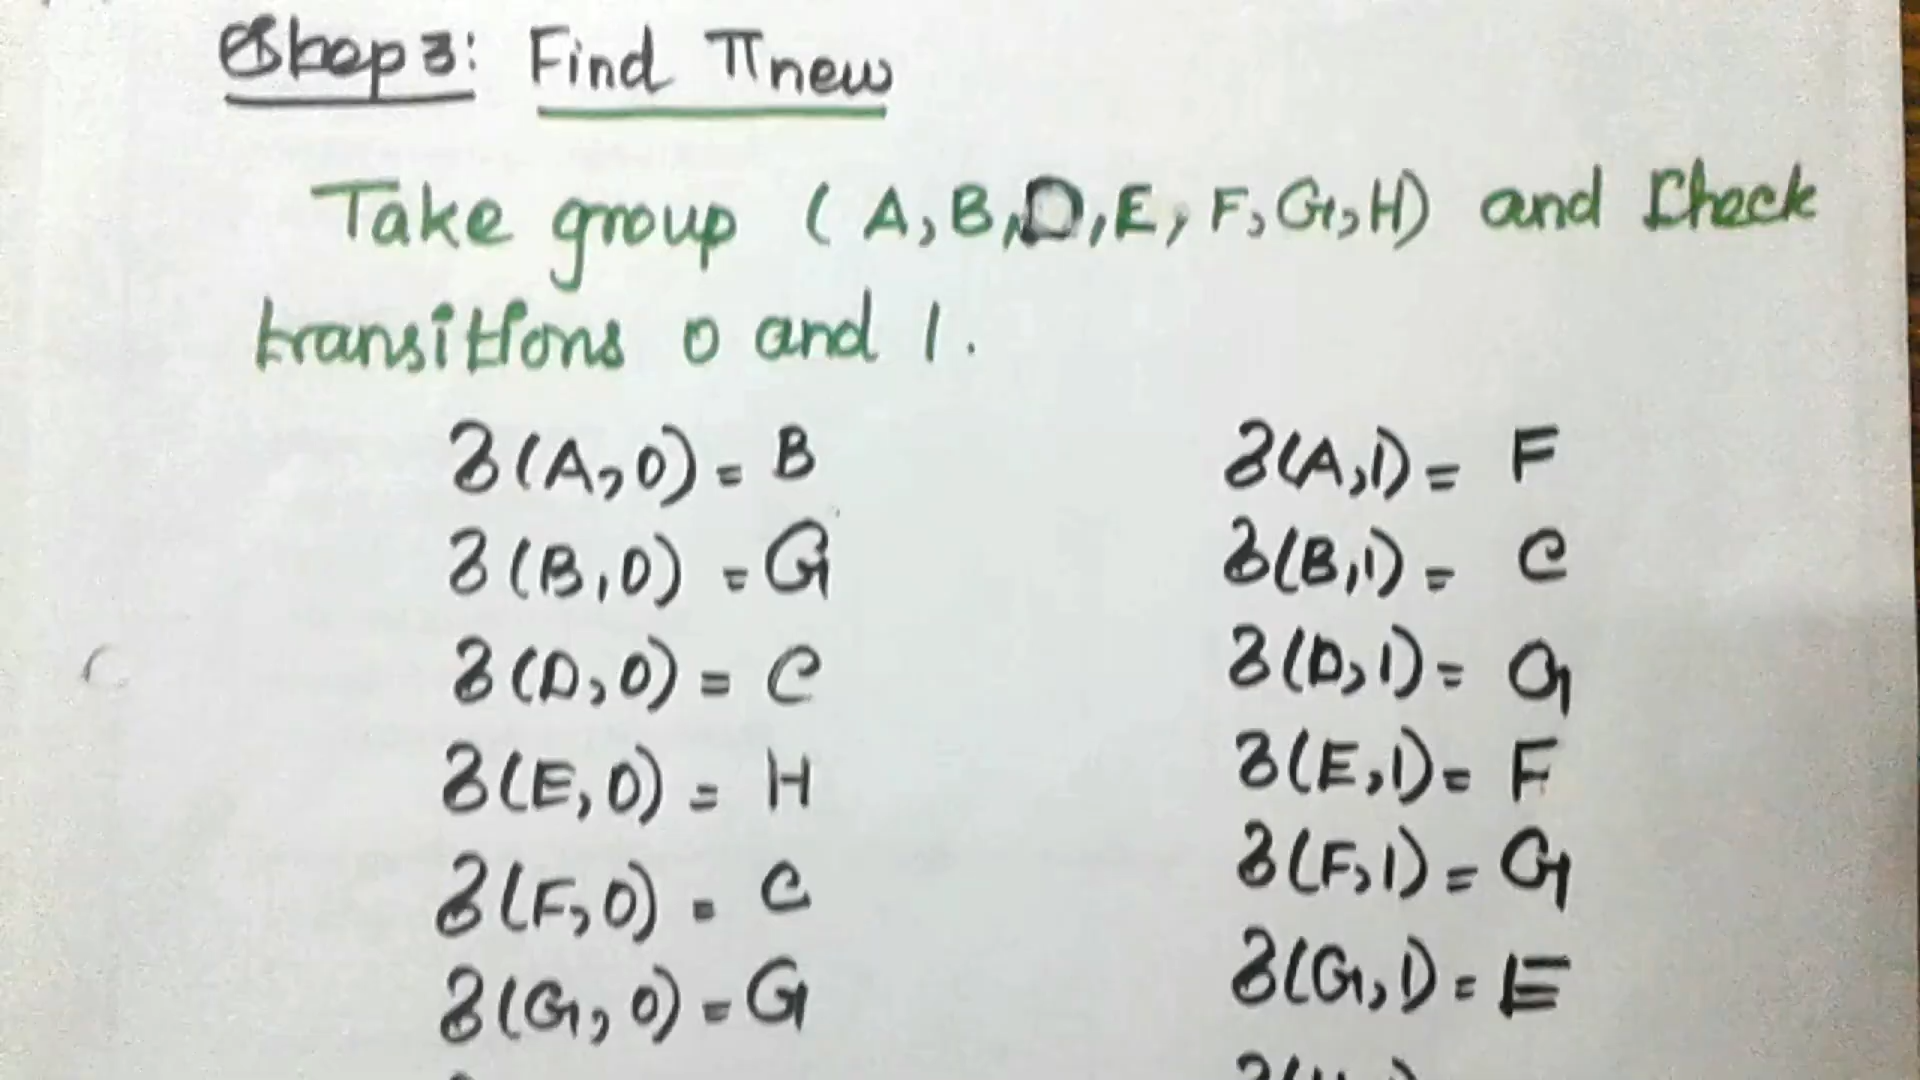 Step 3: Find πnew
Take group (A, B, D, E, F, G, H) and Check
transitions 0 and 1.
δ(A, 0) = B δ(A, 1) = F
δ(B, 0) = G δ(B, 1) = C
δ(D, 0) = C δ(D, 1) = G
δ(E, 0) = H δ(E, 1) = F
δ(F, 0) = C δ(F, 1) = G
δ(G, 0) = G δ(G, 1) = E